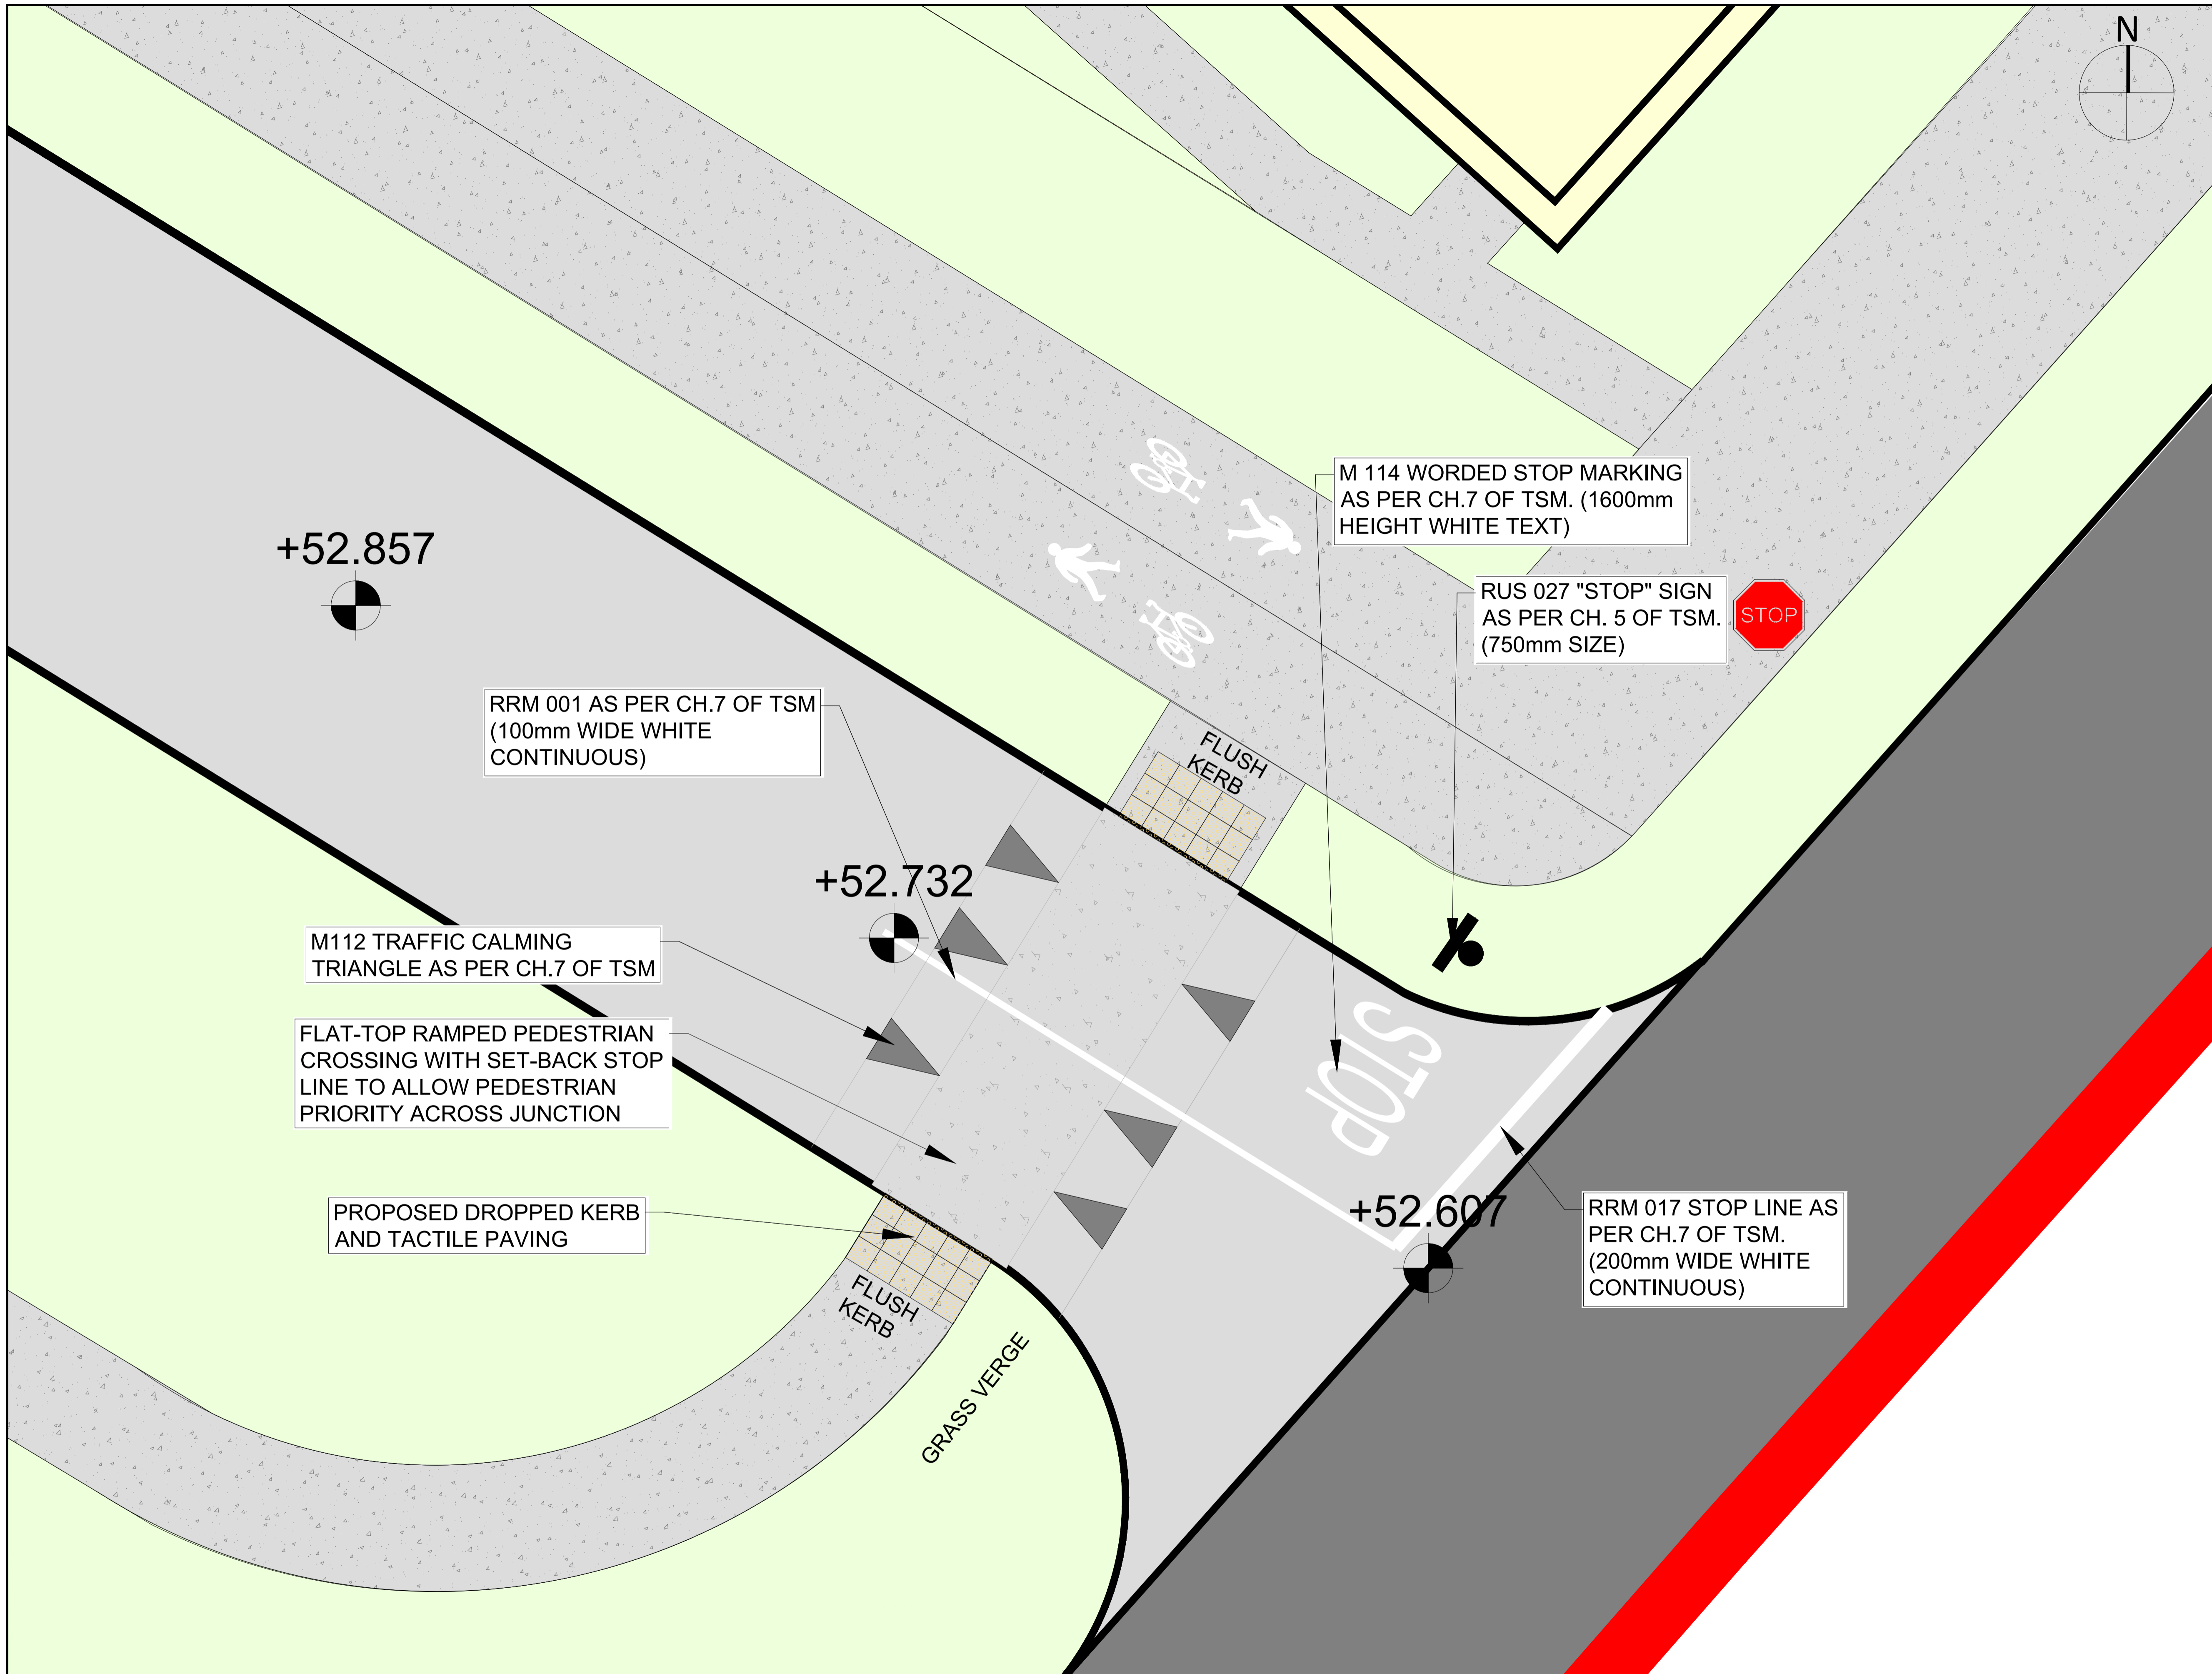 N
M 114 WORDED STOP MARKING
AS PER CH.7 OF TSM. (1600mm
HEIGHT WHITE TEXT)
+52.857
RUS 027 "STOP" SIGN
AS PER CH. 5 OF TSM.
(750mm SIZE)
STOP
RRM 001 AS PER CH.7 OF TSM
(100mm WIDE WHITE
CONTINUOUS)
FLUSH
KERB
+52.732
M112 TRAFFIC CALMING
TRIANGLE AS PER CH.7 OF TSM
FLAT-TOP RAMPED PEDESTRIAN
CROSSING WITH SET-BACK STOP
LINE TO ALLOW PEDESTRIAN
PRIORITY ACROSS JUNCTION
STOP
PROPOSED DROPPED KERB
AND TACTILE PAVING
+52.607
RRM 017 STOP LINE AS
PER CH.7 OF TSM.
(200mm WIDE WHITE
CONTINUOUS)
FLUSH
KERB
GRASS VERGE